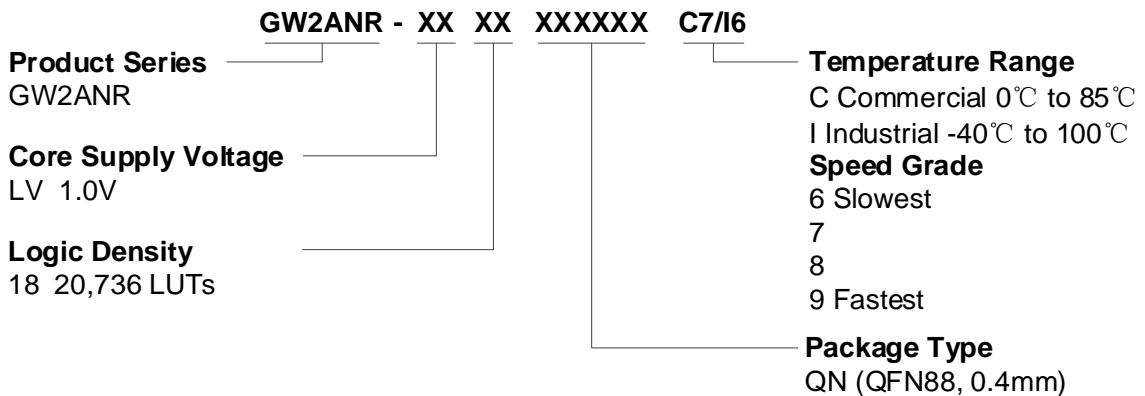 GW2ANR - XX XX XXXXXX C7/I6
Product Series
GW2ANR
Core Supply Voltage
LV 1.0V
Logic Density
18 20,736 LUTs
Temperature Range
C Commercial 0℃ to 85℃
I Industrial -40℃ to 100℃
Speed Grade
6 Slowest
7
8
9 Fastest
Package Type
QN (QFN88, 0.4mm)